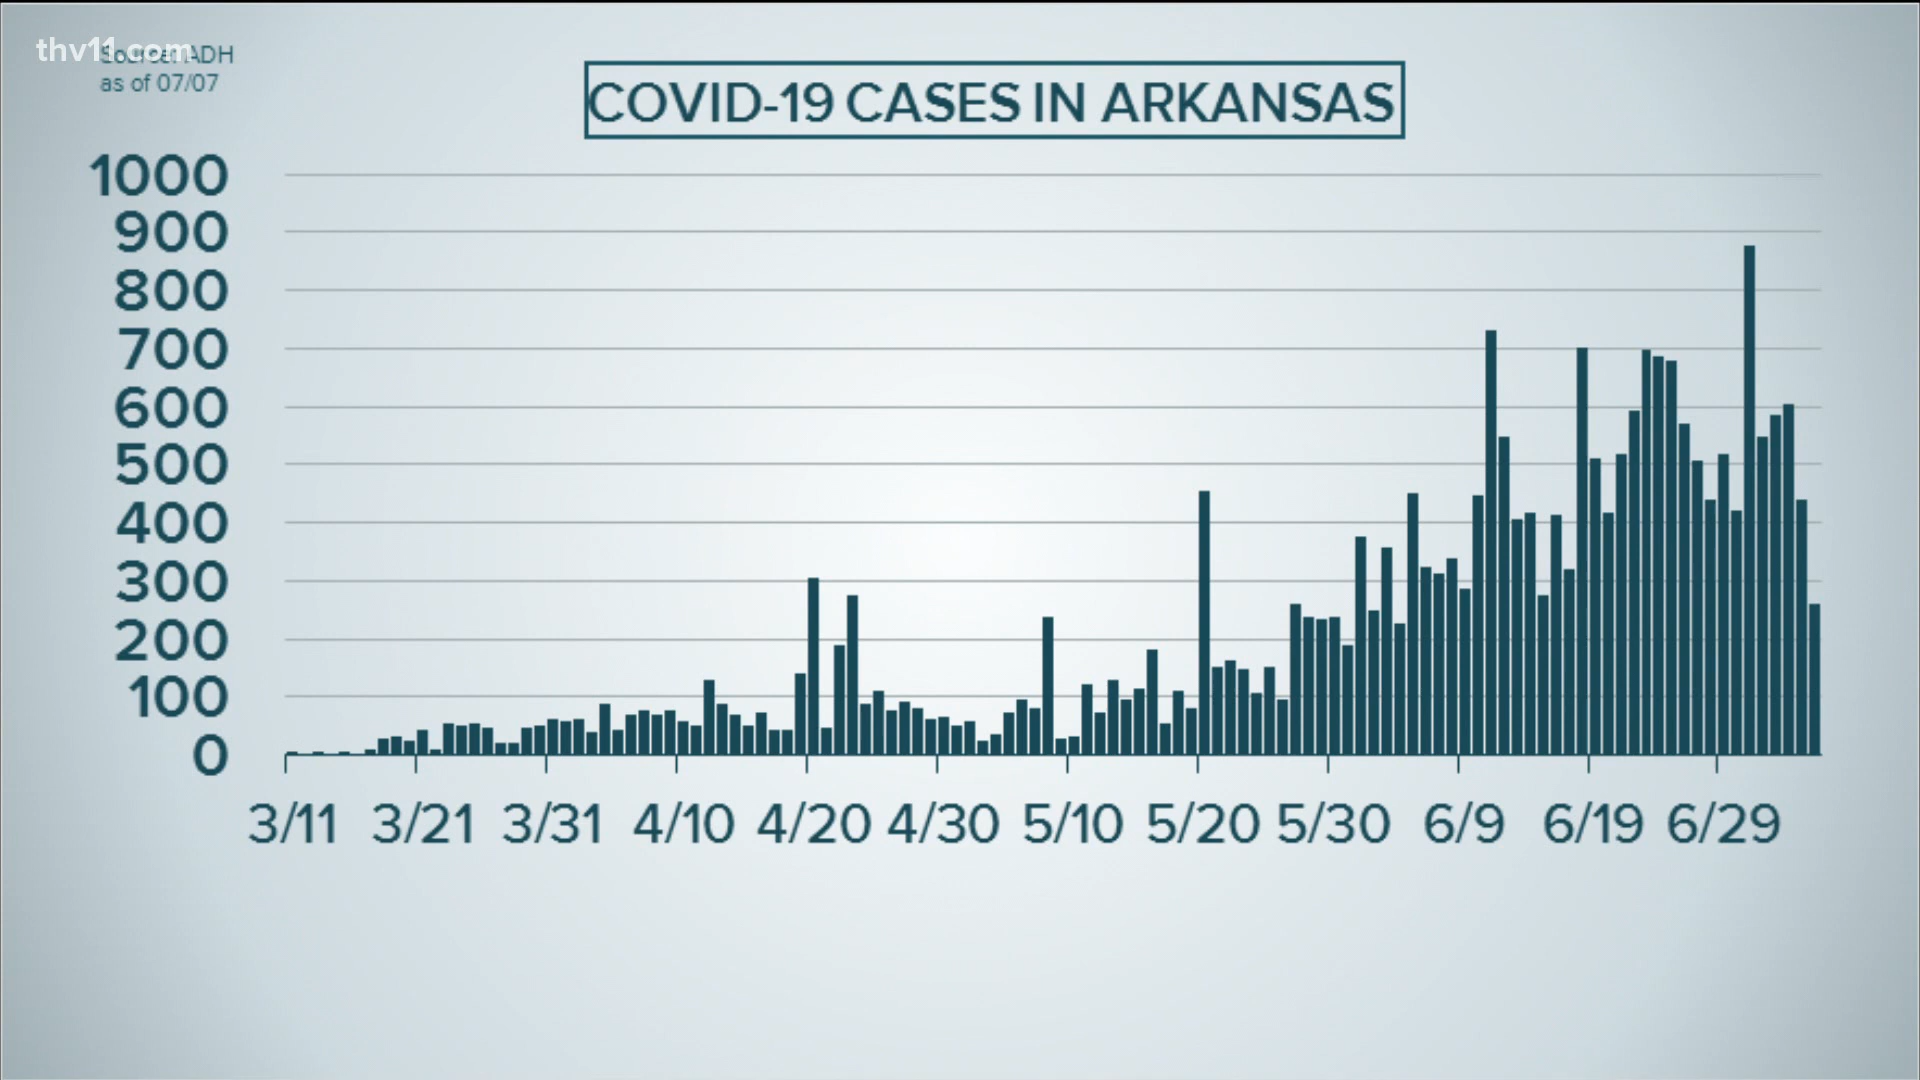 thv11.com
Source: ADH
as of 07/07
COVID-19 CASES IN ARKANSAS
1000
900
800
700
600
500
400
300
200
100
0
3/11 3/21 3/31 4/10 4/20 4/30 5/10 5/20 5/30 6/9 6/19 6/29